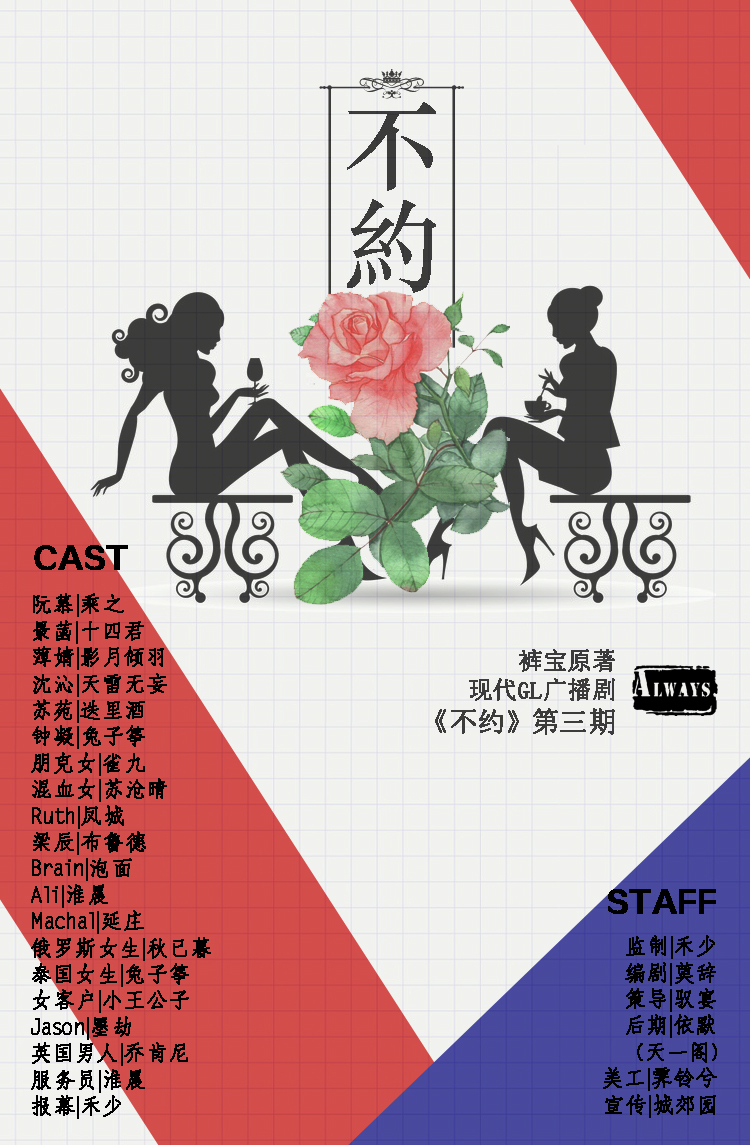 不
約
裤宝原著
现代GL广播剧
《不约》第三期
ALWAYS
CAST
阮慕|乘之
景菡|十四君
薄婧|影月倾羽
沈沁|天雷无妄
苏苑|迭里酒
钟凝|兔子筝
朋克女|雀九
混血女|苏沧晴
Ruth|凤城
梁辰|布鲁德
Brain|泡面
Ali|淮晨
Machal|延庄
俄罗斯女生|秋已暮
泰国女生|兔子筝
女客户|小王公子
Jason|墨劫
英国男人|乔肯尼
服务员|淮晨
报幕|禾少
STAFF
监制|禾少
编剧|莫辞
策导|驭宴
后期|依默
(天一阁)
美工|霁铃兮
宣传|城郊园